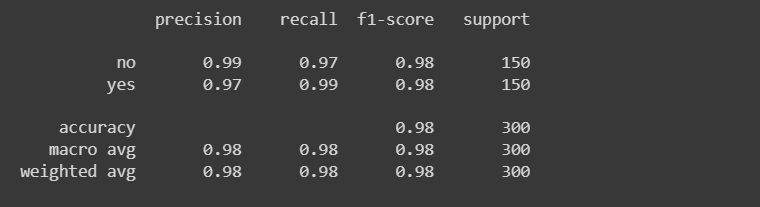 precision recall f1-score support
no 0.99 0.97 0.98 150
yes 0.97 0.99 0.98 150
accuracy 0.98 300
macro avg 0.98 0.98 0.98 300
weighted avg 0.98 0.98 0.98 300